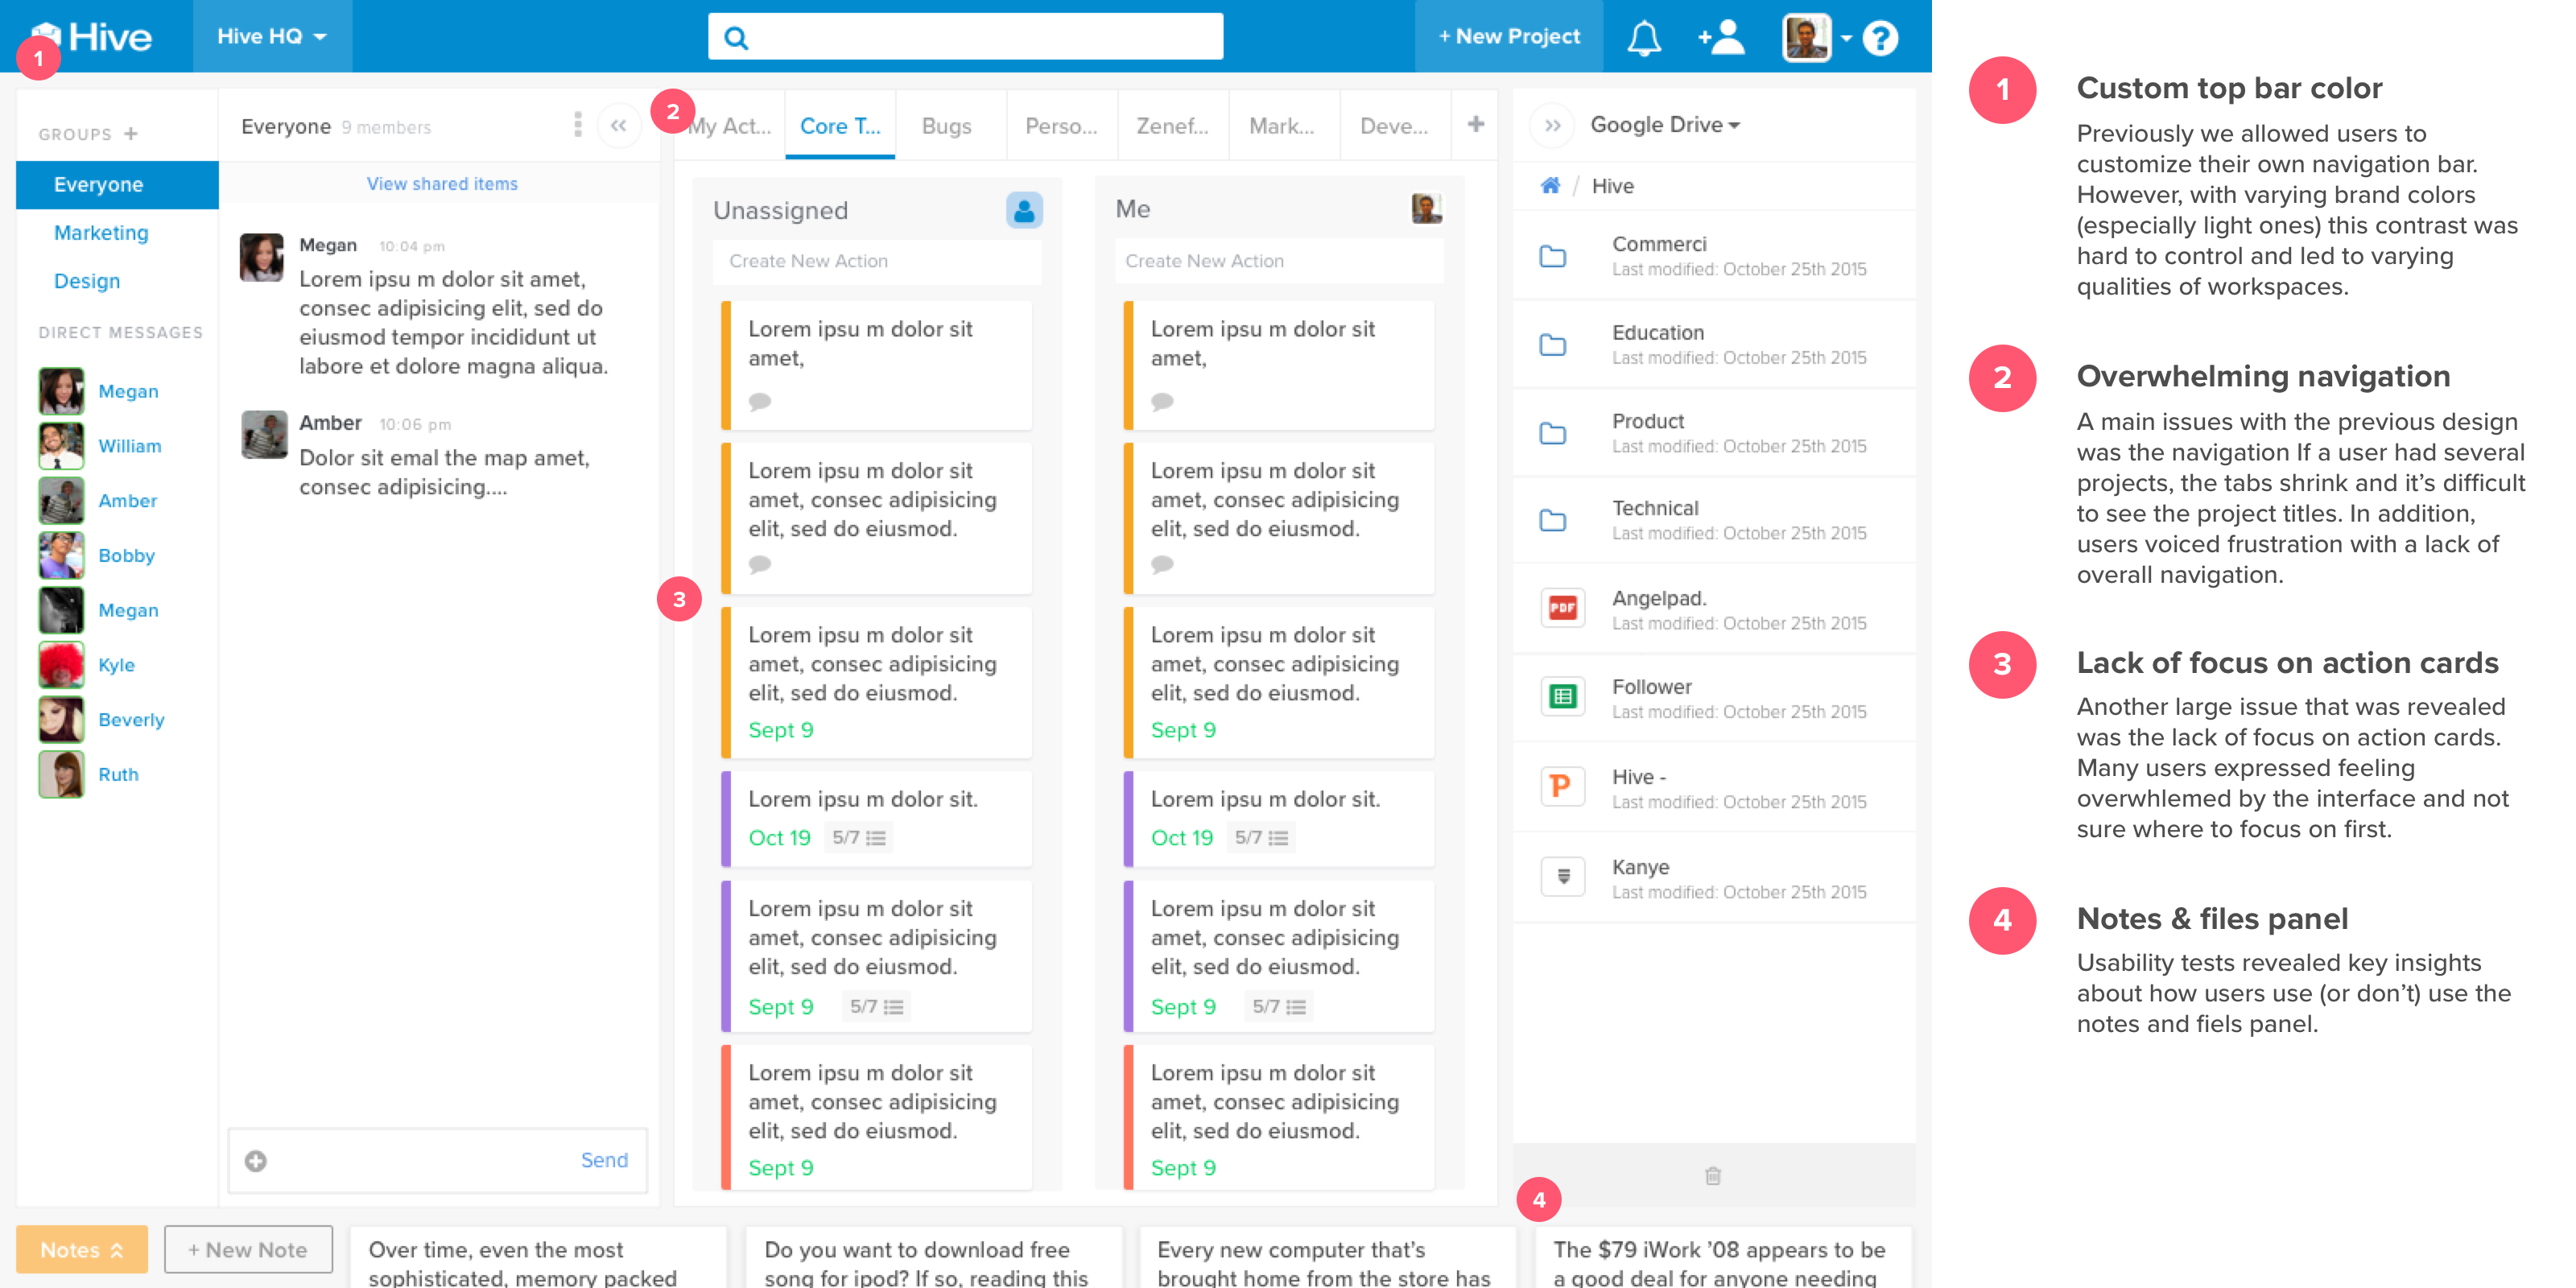 Hive
Hive HQ
+ New Project
1
GROUPS +
Everyone
Marketing
Design
DIRECT MESSAGES
Megan
William
Amber
Bobby
Megan
Kyle
Beverly
Ruth
Everyone 9 members
View shared items
Megan 10:04 pm
Lorem ipsu m dolor sit amet,
consec adipisicing elit, sed do
eiusmod tempor incididunt ut
labore et dolore magna aliqua.
Amber 10:06 pm
Dolor sit emal the map amet,
consec adipisicing....
Send
2
My Act...
Core T...
Bugs
Perso...
Zenef...
Mark...
Deve...
+
3
Unassigned
Create New Action
Lorem ipsu m dolor sit
amet,
Lorem ipsu m dolor sit
amet, consec adipisicing
elit, sed do eiusmod.
Lorem ipsu m dolor sit
amet, consec adipisicing
elit, sed do eiusmod.
Sept 9
Lorem ipsu m dolor sit.
Oct 19 5/7
Lorem ipsu m dolor sit
amet, consec adipisicing
elit, sed do eiusmod.
Sept 9 5/7
Lorem ipsu m dolor sit
amet, consec adipisicing
elit, sed do eiusmod.
Sept 9
Me
Create New Action
Lorem ipsu m dolor sit
amet,
Lorem ipsu m dolor sit
amet, consec adipisicing
elit, sed do eiusmod.
Lorem ipsu m dolor sit
amet, consec adipisicing
elit, sed do eiusmod.
Sept 9
Lorem ipsu m dolor sit.
Oct 19 5/7
Lorem ipsu m dolor sit
amet, consec adipisicing
elit, sed do eiusmod.
Sept 9 5/7
Lorem ipsu m dolor sit
amet, consec adipisicing
elit, sed do eiusmod.
Sept 9
Google Drive
/ Hive
Commerci
Last modified: October 25th 2015
Education
Last modified: October 25th 2015
Product
Last modified: October 25th 2015
Technical
Last modified: October 25th 2015
PDF
Angelpad.
Last modified: October 25th 2015
Follower
Last modified: October 25th 2015
P
Hive -
Last modified: October 25th 2015
Kanye
Last modified: October 25th 2015
4
Notes
+ New Note
Over time, even the most
sophisticated, memory packed
Do you want to download free
song for ipod? If so, reading this
Every new computer that's
brought home from the store has
The $79 iWork '08 appears to be
a good deal for anyone needing
1
Custom top bar color
Previously we allowed users to
customize their own navigation bar.
However, with varying brand colors
(especially light ones) this contrast was
hard to control and led to varying
qualities of workspaces.
2
Overwhelming navigation
A main issues with the previous design
was the navigation If a user had several
projects, the tabs shrink and it's difficult
to see the project titles. In addition,
users voiced frustration with a lack of
overall navigation.
3
Lack of focus on action cards
Another large issue that was revealed
was the lack of focus on action cards.
Many users expressed feeling
overwhlemed by the interface and not
sure where to focus on first.
4
Notes & files panel
Usability tests revealed key insights
about how users use (or don't) use the
notes and fiels panel.